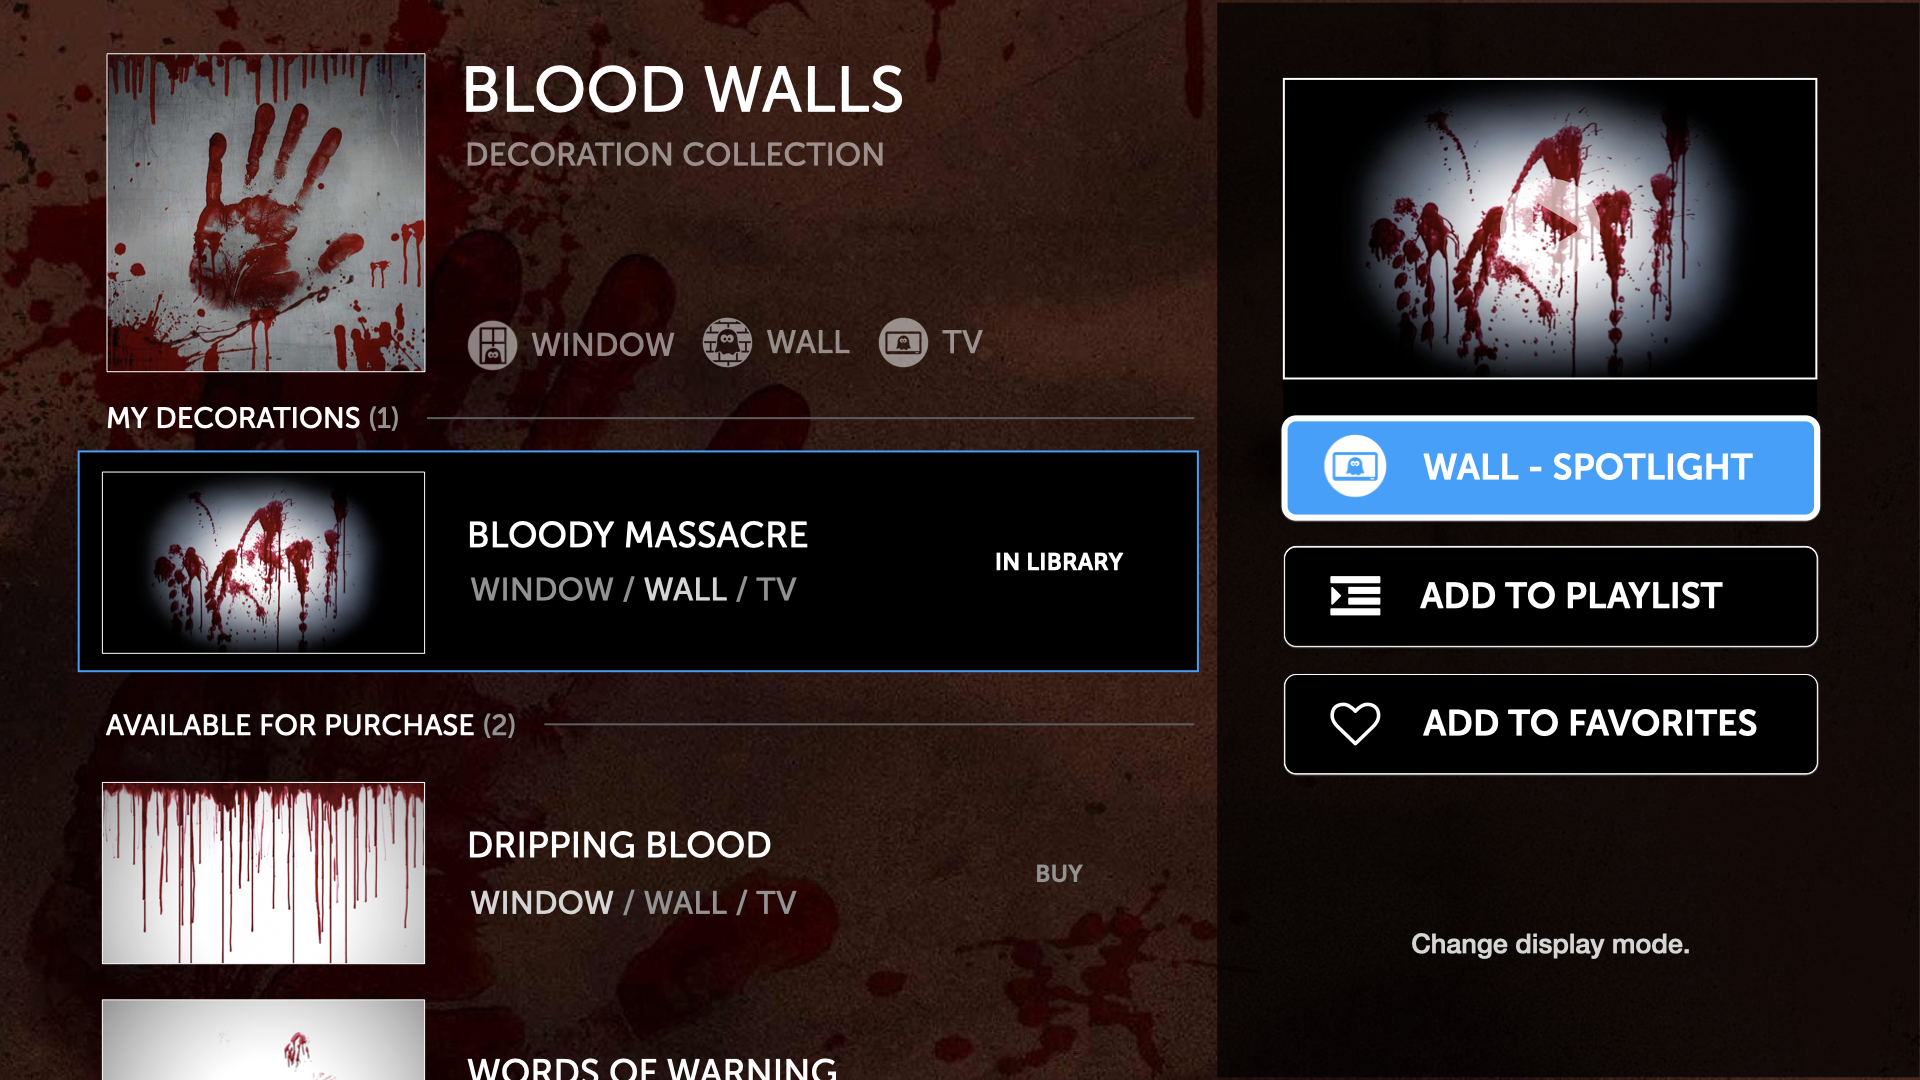 BLOOD WALLS
DECORATION COLLECTION
WINDOW WALL TV
MY DECORATIONS (1)
BLOODY MASSACRE
WINDOW / WALL / TV
IN LIBRARY
AVAILABLE FOR PURCHASE (2)
DRIPPING BLOOD
WINDOW / WALL / TV
BUY
WORDS OF WARNING
WALL - SPOTLIGHT
ADD TO PLAYLIST
ADD TO FAVORITES
Change display mode.